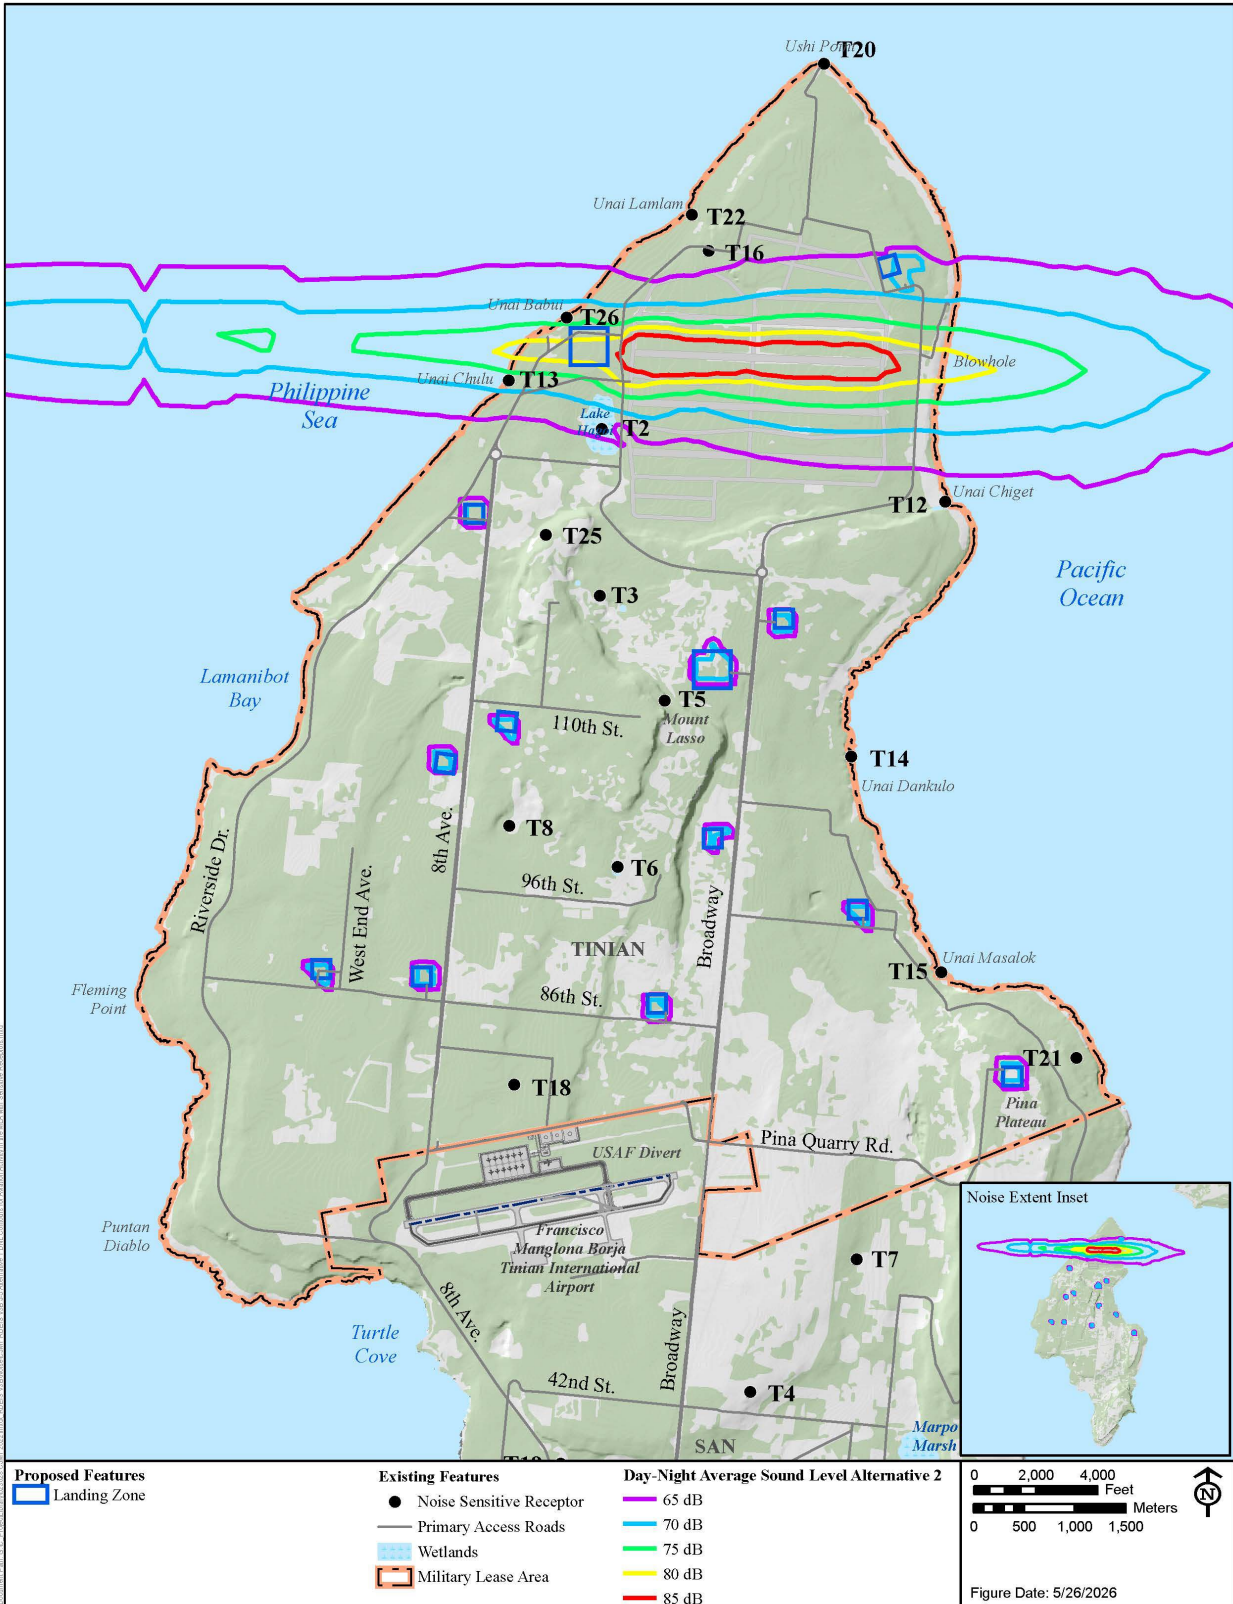 Ushi Point
T20
Unai Lamlam
T22
T16
Unai Babui
T26
Blowhole
Unai Chulu
T13
Philippine
Sea
Lake
T2
Unai Chiget
T12
T25
Pacific
Ocean
T3
Lamanibot
Bay
T5
Mount
Lasso
110th St.
T14
Unai Dankulo
8th Ave.
T8
T6
Riverside Dr.
West End Ave.
96th St.
Broadway
TINIAN
Unai Masalok
T15
Fleming
Point
86th St.
T21
T18
Pina
Plateau
Pina Quarry Rd.
USAF Divert
Puntan
Diablo
Francisco
Manglona Borja
Tinian International
Airport
T7
8th Ave.
Turtle
Cove
Broadway
42nd St.
T4
SAN
Marpo
Marsh
Noise Extent Inset
Proposed Features
Landing Zone
Existing Features
Noise Sensitive Receptor
Primary Access Roads
Wetlands
Military Lease Area
Day-Night Average Sound Level Alternative 2
65 dB
70 dB
75 dB
80 dB
85 dB
0 2,000 4,000
Feet
Meters
0 500 1,000 1,500
N
Figure Date: 5/26/2026